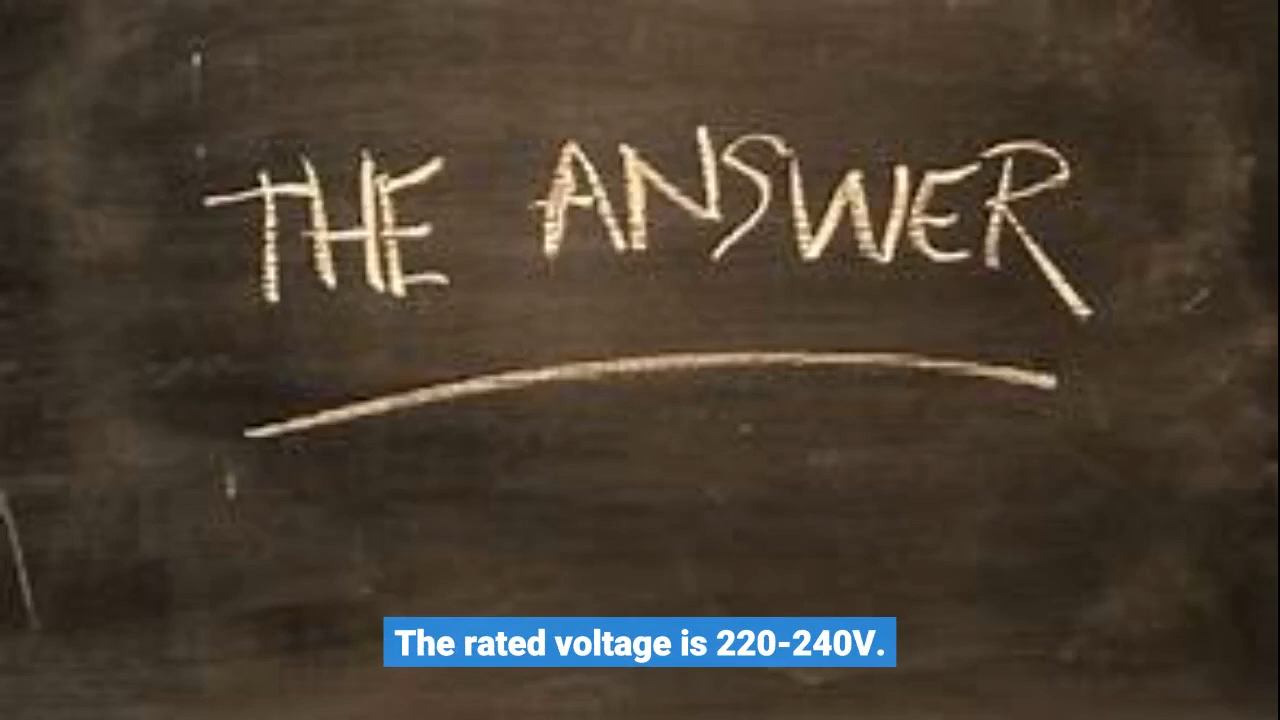 THE ANSWER
The rated voltage is 220-240V.